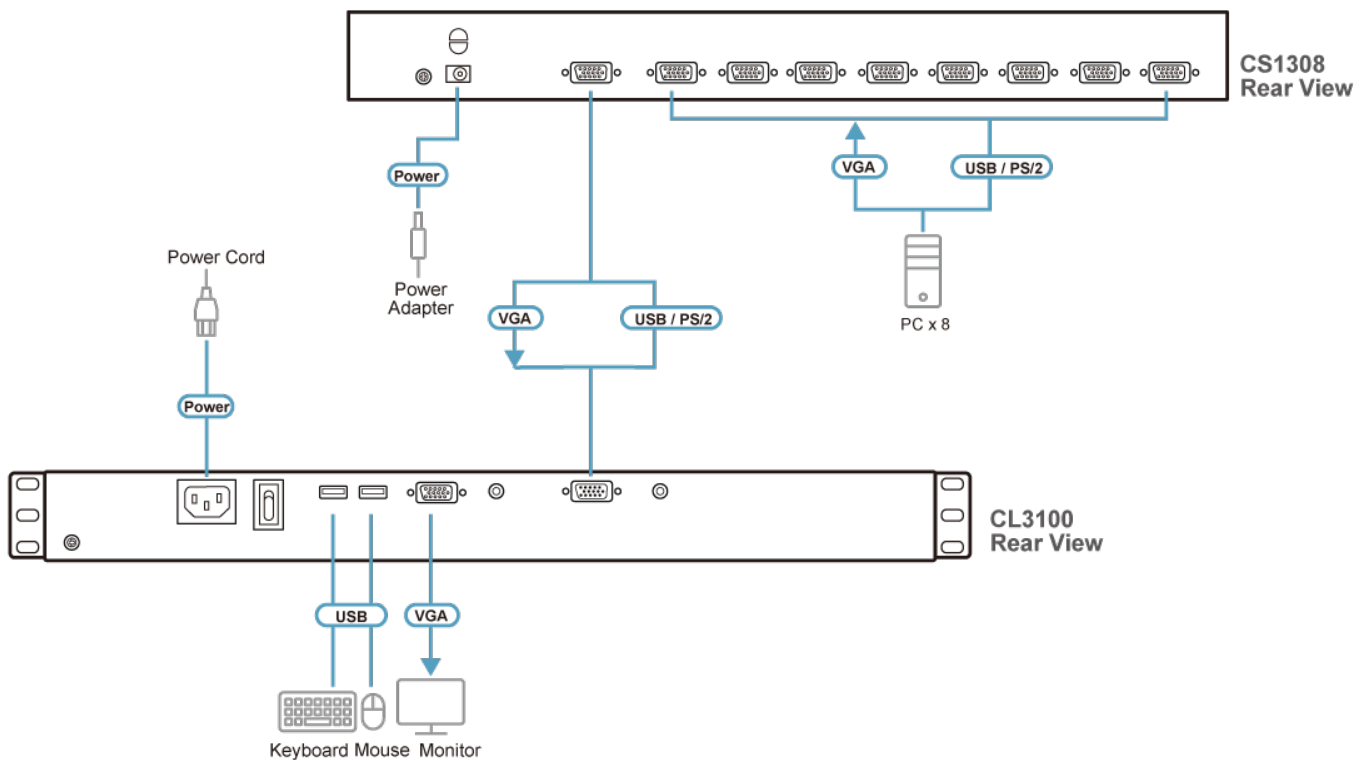 CS1308
Rear View
Power
VGA
USB / PS/2
Power Cord
Power
Adapter
VGA
USB / PS/2
PC x 8
Power
CL3100
Rear View
USB
VGA
Keyboard Mouse Monitor